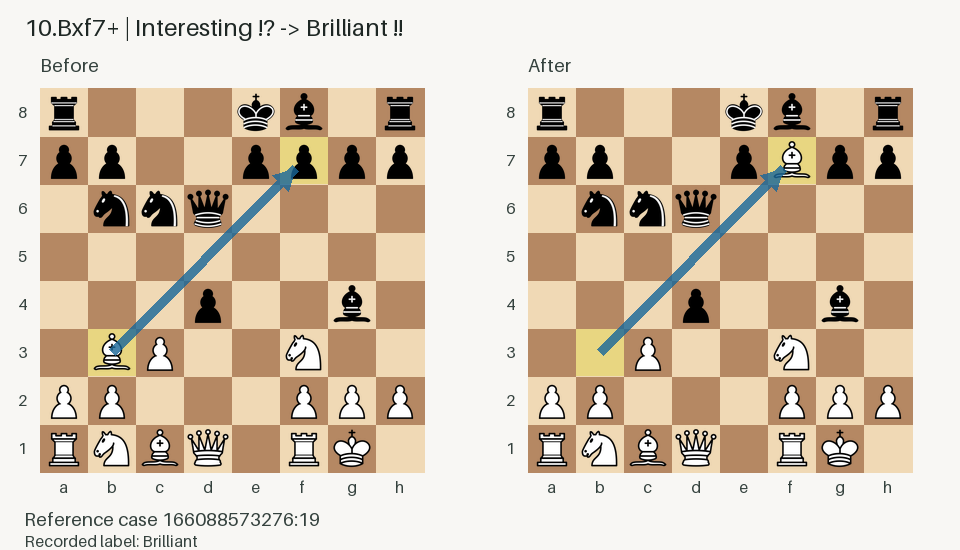 10.Bxf7+ | Interesting !? -> Brilliant !!
Before
After
8 8
7 7
6 6
5 5
4 4
3 3
2 2
1 1
a b c d e f g h a b c d e f g h
Reference case 166088573276:19
Recorded label: Brilliant